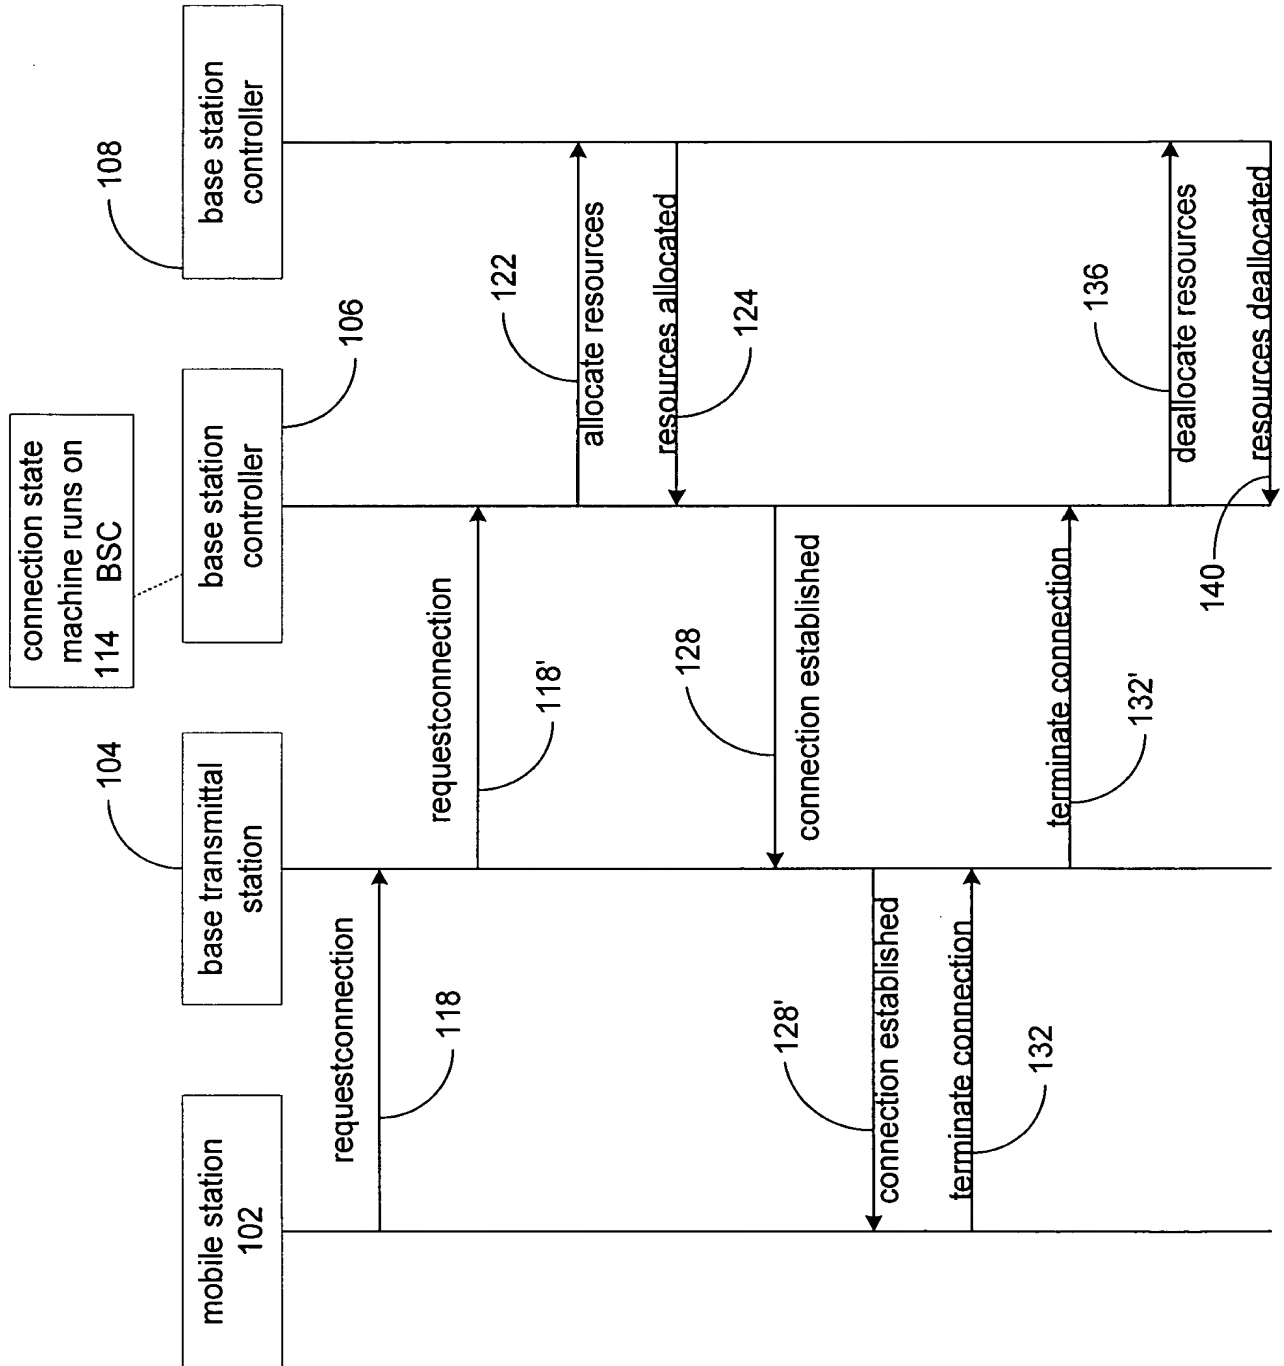 connection state
machine runs on
114 BSC
mobile station
102
base transmittal
station
104
base station
controller
106
base station
controller
108
requestconnection
118
requestconnection
118'
allocate resources
122
resources allocated
124
connection established
128
connection established
128'
terminate connection
132
terminate connection
132'
deallocate resources
136
resources deallocated
140